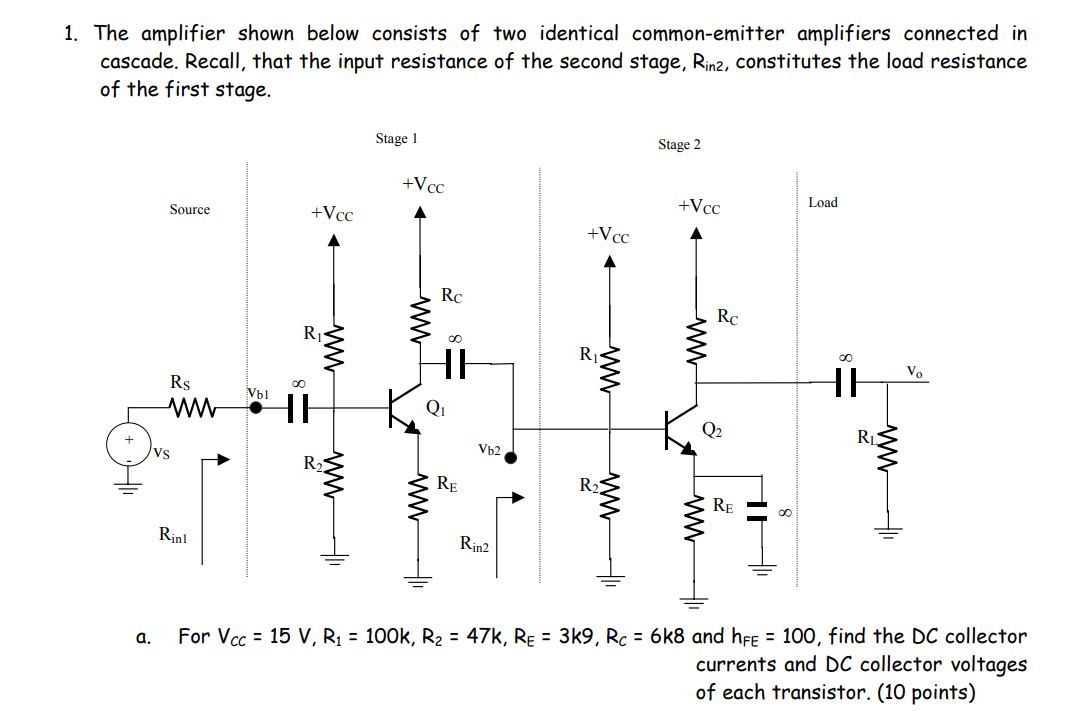 1. The amplifier shown below consists of two identical common-emitter amplifiers connected in
cascade. Recall, that the input resistance of the second stage, Rin2, constitutes the load resistance
of the first stage.
Stage 1
Stage 2
+VCC
Source
+VCC
+VCC
Load
+VCC
RC
RC
R1
∞
R1
∞
Vo
RS
Vb1
∞
Q1
Q2
RL
+
VS
-
Vb2
R2
RE
R2
RE
∞
Rin1
Rin2
a. For VCC = 15 V, R1 = 100k, R2 = 47k, RE = 3k9, RC = 6k8 and hFE = 100, find the DC collector
currents and DC collector voltages
of each transistor. (10 points)